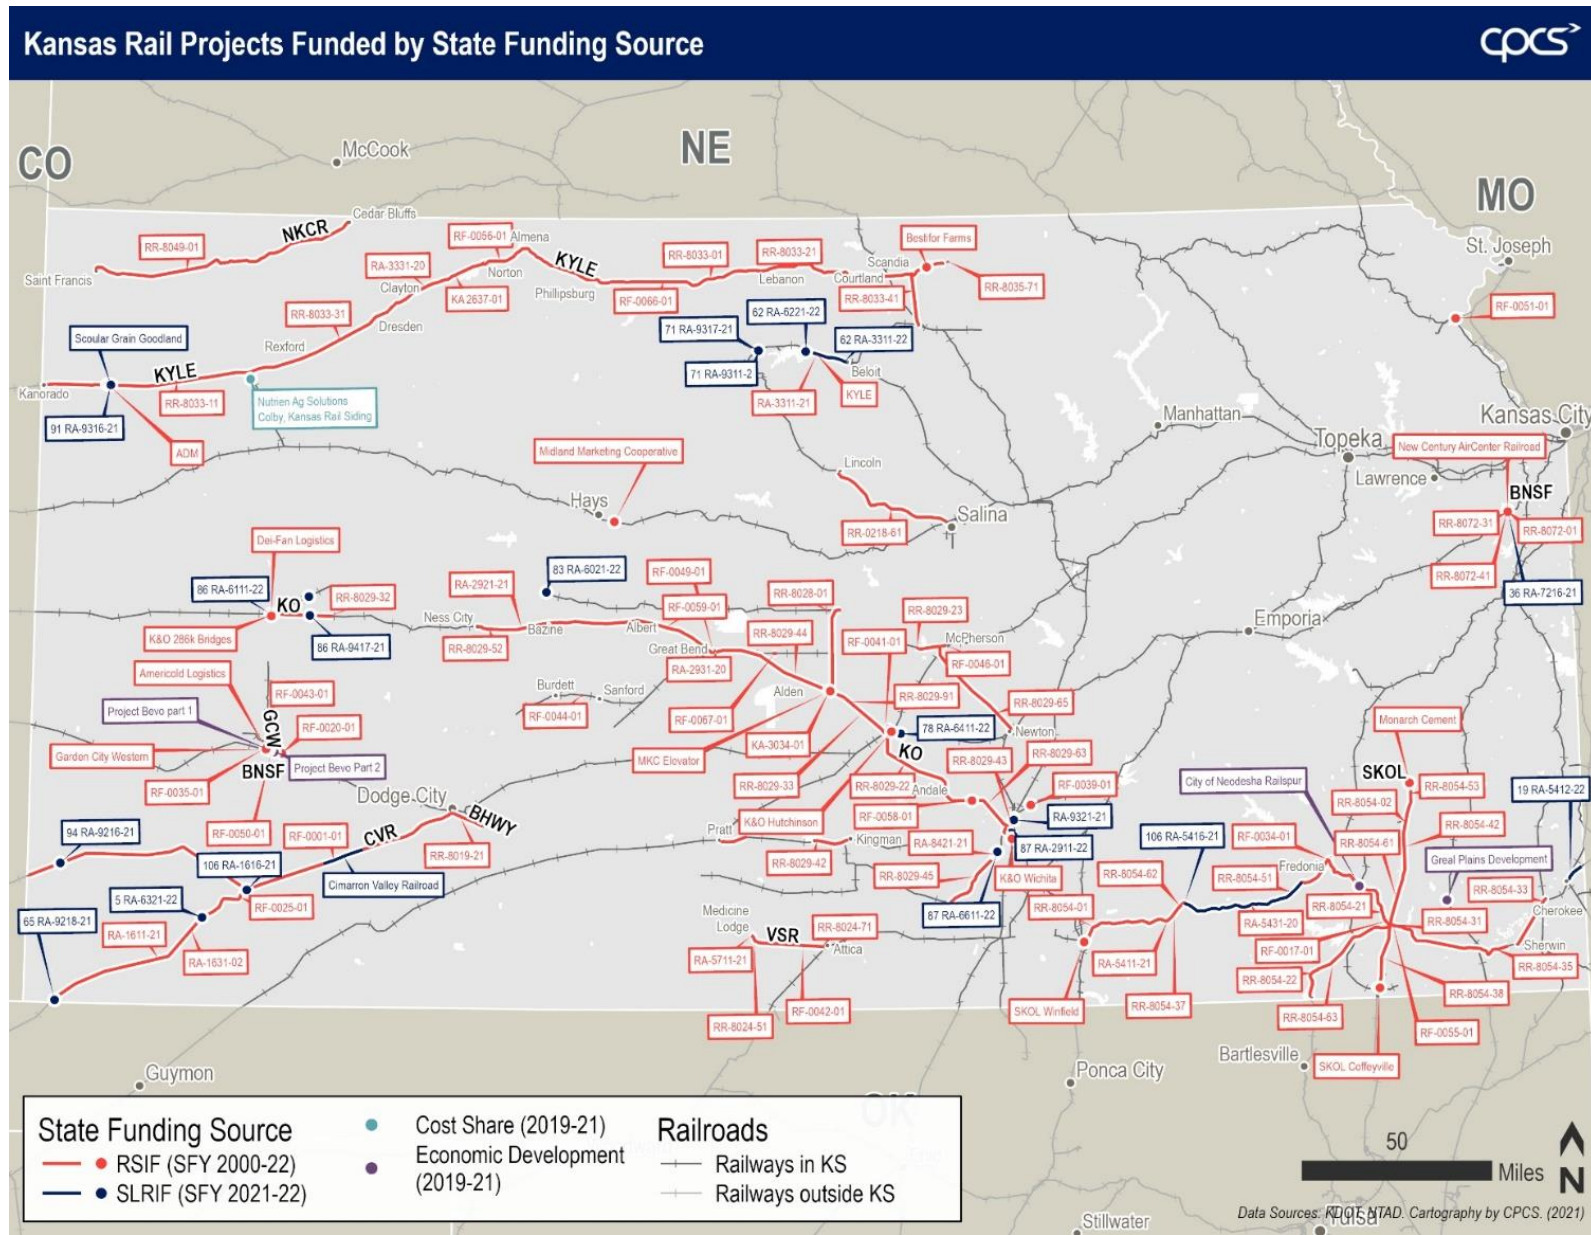 Kansas Rail Projects Funded by State Funding Source
cpcs
CO
NE
MO
McCook
Cedar Bluffs
NKCR
RR-8049-01
Saint Francis
RF-0056-01
Almena
KYLE
RA-3331-20
Clayton
Norton
KA 2637-01
Phillipsburg
RR-8033-01
RF-0066-01
RR-8033-21
Lebanon
Courtland
Scandia
Bestifor Farms
RR-8033-41
RR-8035-71
St. Joseph
RF-0051-01
RR-8033-31
Dresden
Rexford
Scoular Grain Goodland
KYLE
Kanorado
RR-8033-11
91 RA-9316-21
ADM
Nutrien Ag Solutions
Colby, Kansas Rail Siding
71 RA-9317-21
62 RA-6221-22
62 RA-3311-22
71 RA-9311-2
Beloit
RA-3311-21
KYLE
Manhattan
Kansas City
Topeka
New Century AirCenter Railroad
Lawrence
BNSF
RR-8072-31
RR-8072-01
RR-8072-41
36 RA-7216-21
Midland Marketing Cooperative
Hays
Lincoln
Salina
RR-0218-61
Dei-Fan Logistics
86 RA-6111-22
KO
RR-8029-32
K&O 286k Bridges
86 RA-9417-21
83 RA-6021-22
RA-2921-21
Ness City
RR-8029-52
Bazine
Albert
RF-0049-01
RF-0059-01
Great Bend
RA-2931-20
RR-8028-01
RR-8029-44
RF-0041-01
RR-8029-23
McPherson
RF-0046-01
Emporia
Americold Logistics
RF-0043-01
Project Bevo part 1
GCW
RF-0020-01
Garden City Western
BNSF
Project Bevo Part 2
RF-0035-01
RF-0050-01
Burdett
Sanford
RF-0044-01
Alden
RF-0067-01
MKC Elevator
KA-3034-01
RR-8029-33
RR-8029-91
78 RA-6411-22
KO
RR-8029-65
Newton
RR-8029-43
RR-8029-63
RR-8029-22
Andale
RF-0039-01
RF-0058-01
K&O Hutchinson
RA-9321-21
Dodge City
BHWY
CVR
RF-0001-01
RR-8019-21
94 RA-9216-21
106 RA-1616-21
Cimarron Valley Railroad
5 RA-6321-22
RF-0025-01
65 RA-9218-21
RA-1611-21
RA-1631-02
Pratt
RR-8029-42
Kingman
RA-8421-21
87 RA-2911-22
RR-8029-45
K&O Wichita
87 RA-6611-22
RR-8054-01
Medicine
Lodge
VSR
RR-8024-71
Attica
RA-5711-21
RR-8024-51
RF-0042-01
SKOL Winfield
Monarch Cement
SKOL
RR-8054-53
RR-8054-02
RR-8054-42
19 RA-5412-22
City of Neodesha Railspur
106 RA-5416-21
RF-0034-01
RR-8054-61
Great Plains Development
RR-8054-62
Fredonia
RR-8054-51
RR-8054-33
RR-8054-21
RR-8054-31
Cherokee
RA-5431-20
RF-0017-01
Sherwin
RA-5411-21
RR-8054-22
RR-8054-35
RR-8054-37
RR-8054-38
RR-8054-63
RF-0055-01
SKOL Coffeyville
Bartlesville
Ponca City
Guymon
OK
State Funding Source
RSIF (SFY 2000-22)
SLRIF (SFY 2021-22)
Cost Share (2019-21)
Economic Development
(2019-21)
Railroads
Railways in KS
Railways outside KS
50
Miles
N
Stillwater
Tulsa
Data Sources: KDOT, NTAD. Cartography by CPCS. (2021)